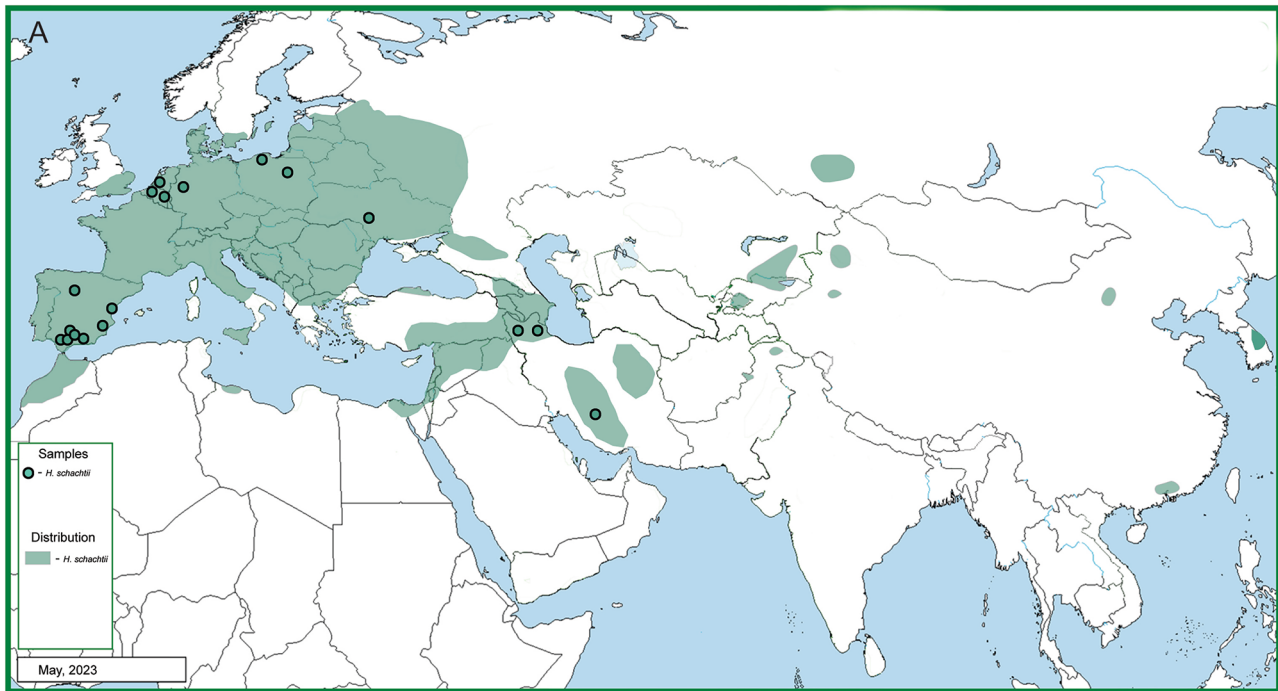 A
Samples
- H. schachtii
Distribution
- H. schachtii
May, 2023